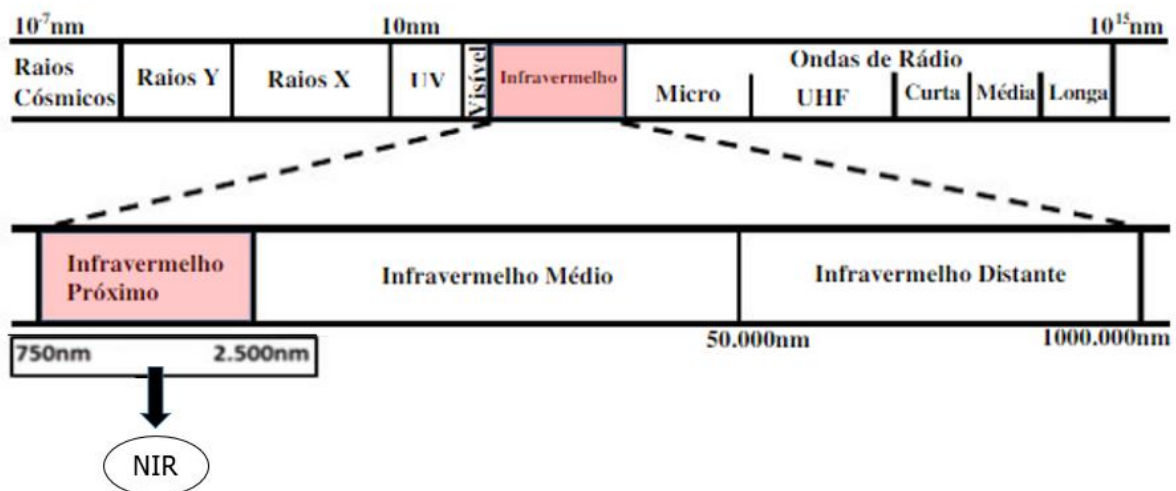 10⁻⁷nm 10nm 10¹⁵nm
Raios Cósmicos
Raios Y
Raios X
UV
Visível
Infravermelho
Ondas de Rádio
Micro
UHF
Curta
Média
Longa
Infravermelho
Próximo
Infravermelho Médio
Infravermelho Distante
750nm 2.500nm 50.000nm 1000.000nm
NIR